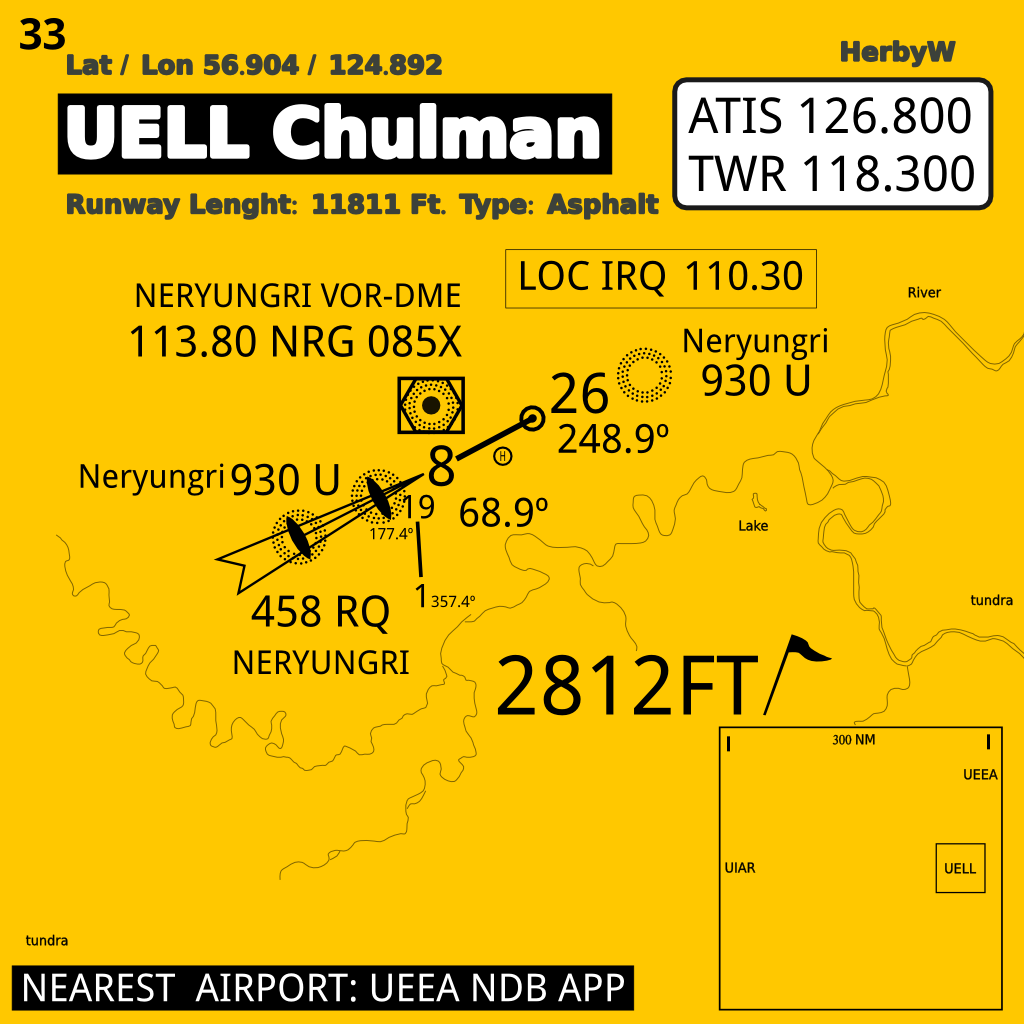 33
Lat / Lon 56.904 / 124.892
HerbyW
UELL Chulman
ATIS 126.800
TWR 118.300
Runway Lenght: 11811 Ft. Type: Asphalt
LOC IRQ 110.30
NERYUNGRI VOR-DME
113.80 NRG 085X
River
Neryungri
930 U
26
248.9º
H
8
Neryungri 930 U
19
68.9º
177.4º
Lake
1 357.4º
458 RQ
NERYUNGRI
tundra
2812FT
300 NM
UEEA
UIAR
UELL
tundra
NEAREST AIRPORT: UEEA NDB APP